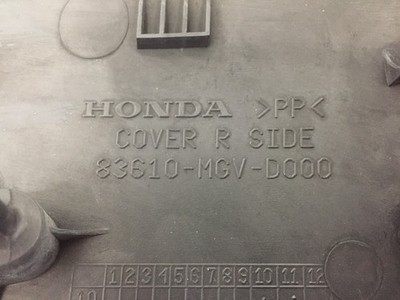 HONDA >PP<
COVER R SIDE
83610-MGV-D000
1 2 3 4 5 6 7 8 9 10 11 12